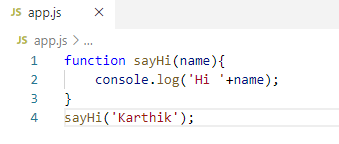 JS app.js ×
JS app.js > ...
1 function sayHi(name){
2 console.log('Hi '+name);
3 }
4 sayHi('Karthik');